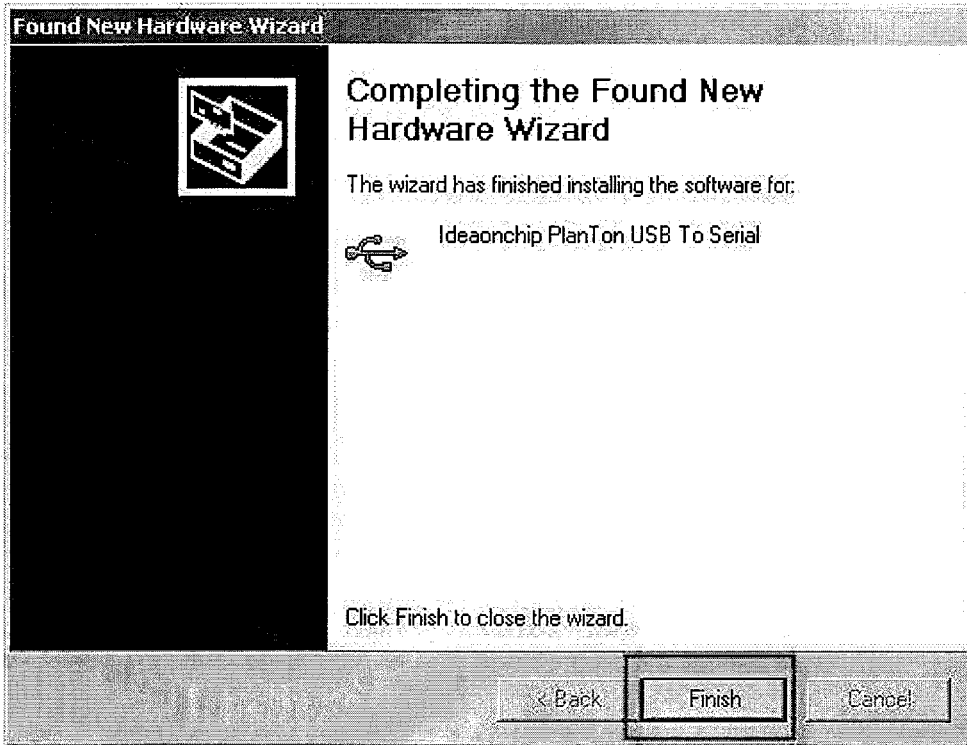 Found New Hardware Wizard
Completing the Found New
Hardware Wizard
The wizard has finished installing the software for:
Ideaonchip PlanTon USB To Serial
Click Finish to close the wizard.
< Back
Finish
Cancel